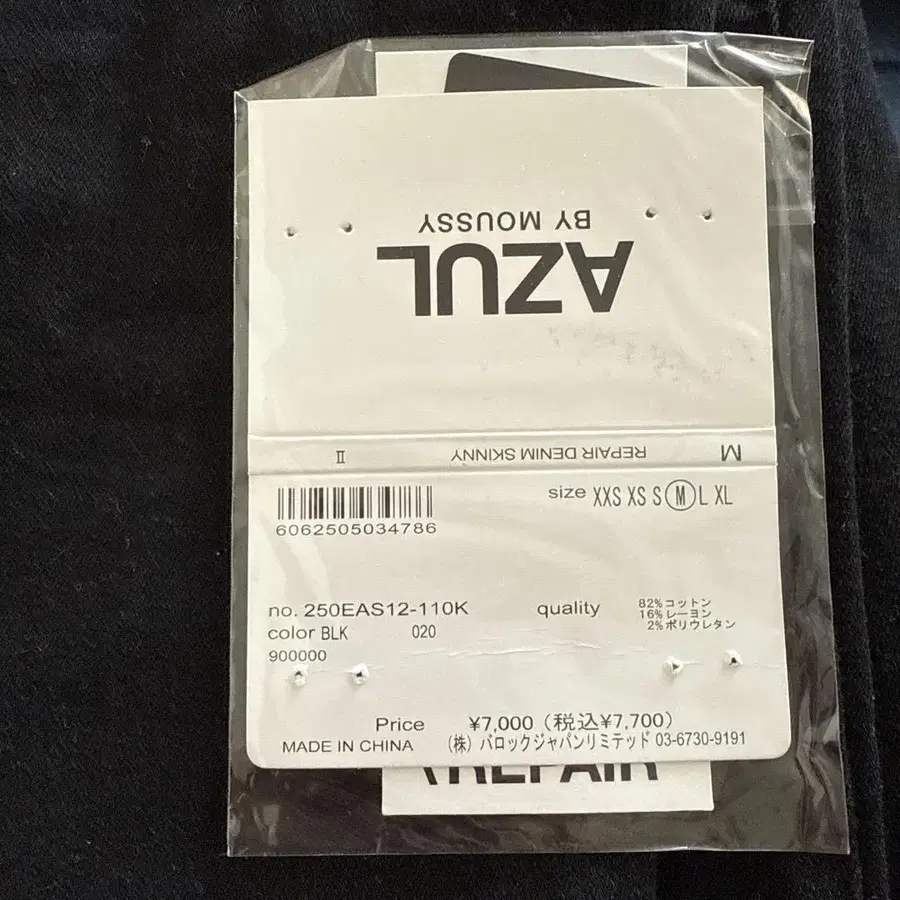 BY MOUSSY
AZUL
II REPAIR DENIM SKINNY M
6062505034786
size XXS XS S M L XL
no. 250EAS12-110K
color BLK 020
900000
quality 82%コットン
16%レーヨン
2%ポリウレタン
Price ¥7,000(税込¥7,700)
MADE IN CHINA (株) バロックジャパンリミテッド 03-6730-9191
REPAIR